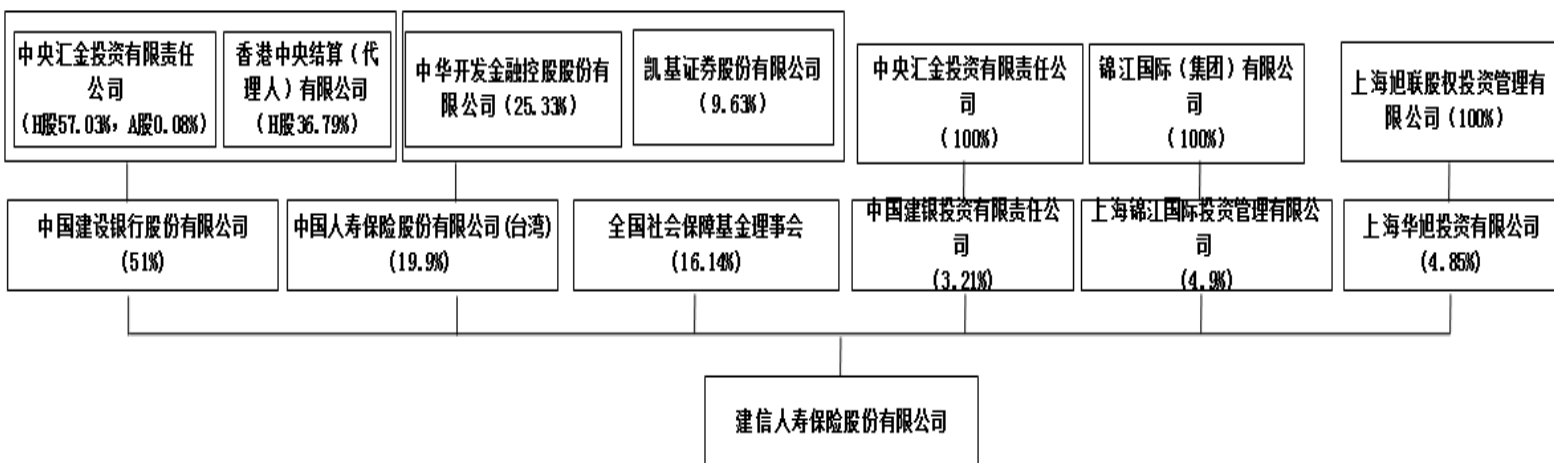 中央汇金投资有限责任
公司
(H股57.03%，A股0.08%)
香港中央结算（代
理人）有限公司
(H股36.79%)
中华开发金融控股股份有
限公司(25.33%)
凯基证券股份有限公司
(9.63%)
中央汇金投资有限责任公
司
(100%)
锦江国际（集团）有限公
司
(100%)
上海旭联股权投资管理有
限公司(100%)
中国建设银行股份有限公司
(51%)
中国人寿保险股份有限公司(台湾)
(19.9%)
全国社会保障基金理事会
(16.14%)
中国建银投资有限责任公
司
(3.21%)
上海锦江国际投资管理有限公
司
(4.9%)
上海华旭投资有限公司
(4.85%)
建信人寿保险股份有限公司